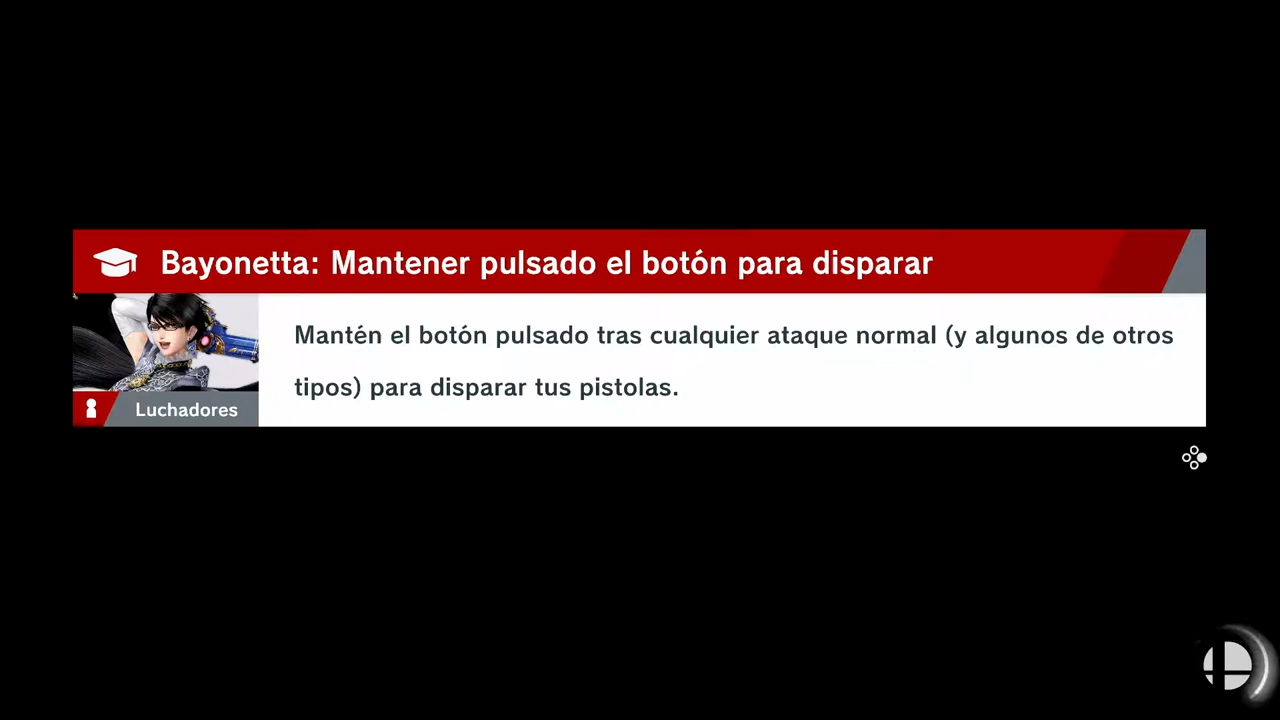 Bayonetta: Mantener pulsado el botón para disparar
Mantén el botón pulsado tras cualquier ataque normal (y algunos de otros
tipos) para disparar tus pistolas.
Luchadores